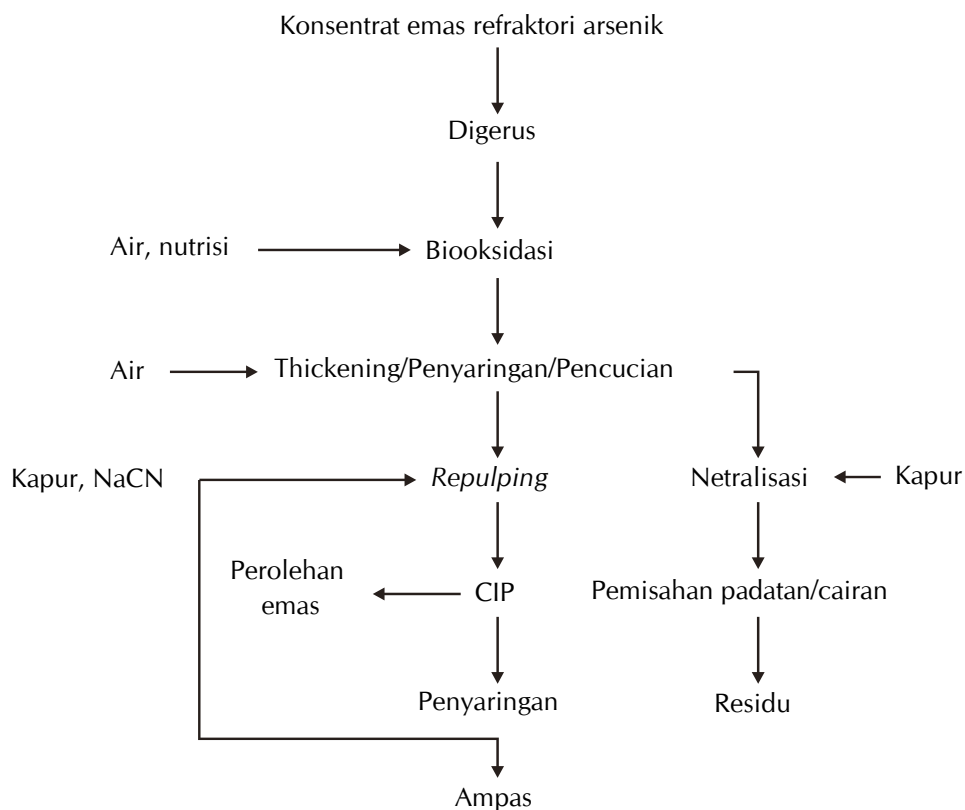 Konsentrat emas refraktori arsenik
Digerus
Air, nutrisi
Biooksidasi
Air
Thickening/Penyaringan/Pencucian
Kapur, NaCN
Repulping
Netralisasi
Kapur
Perolehan
emas
CIP
Pemisahan padatan/cairan
Penyaringan
Residu
Ampas